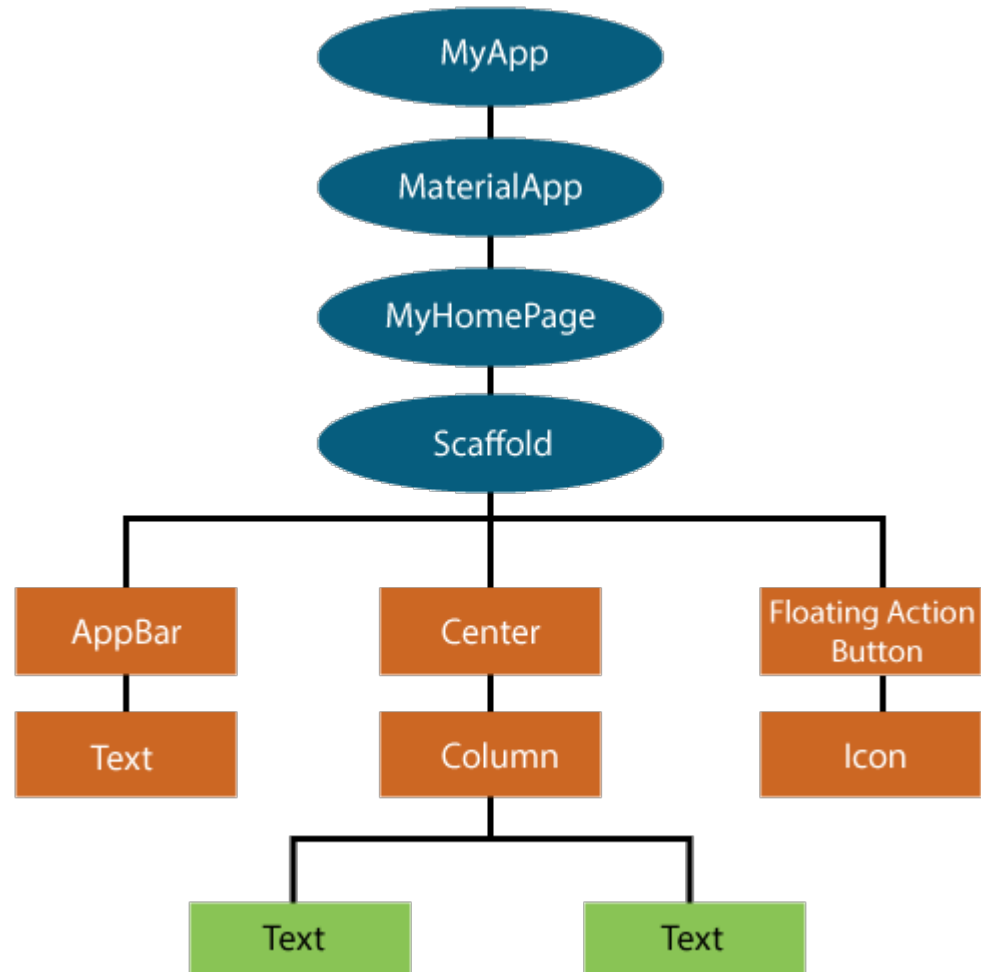 MyApp
MaterialApp
MyHomePage
Scaffold
AppBar
Center
Floating Action
Button
Text
Column
Icon
Text
Text